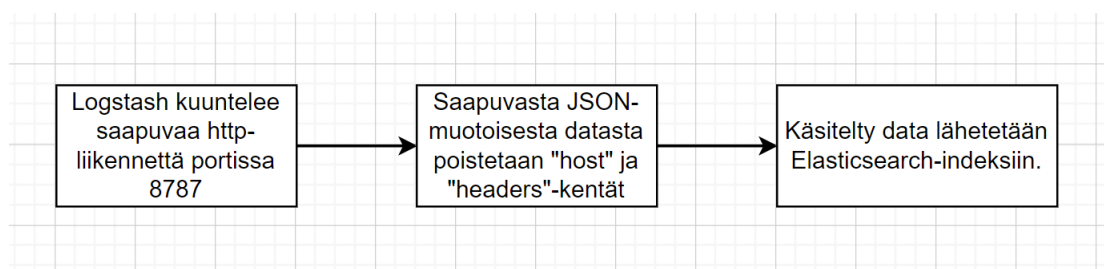 Logstash kuuntelee
saapuvaa http-
liikennettä portissa
8787
Saapuvasta JSON-
muotoisesta datasta
poistetaan "host" ja
"headers"-kentät
Käsitelty data lähetetään
Elasticsearch-indeksiin.